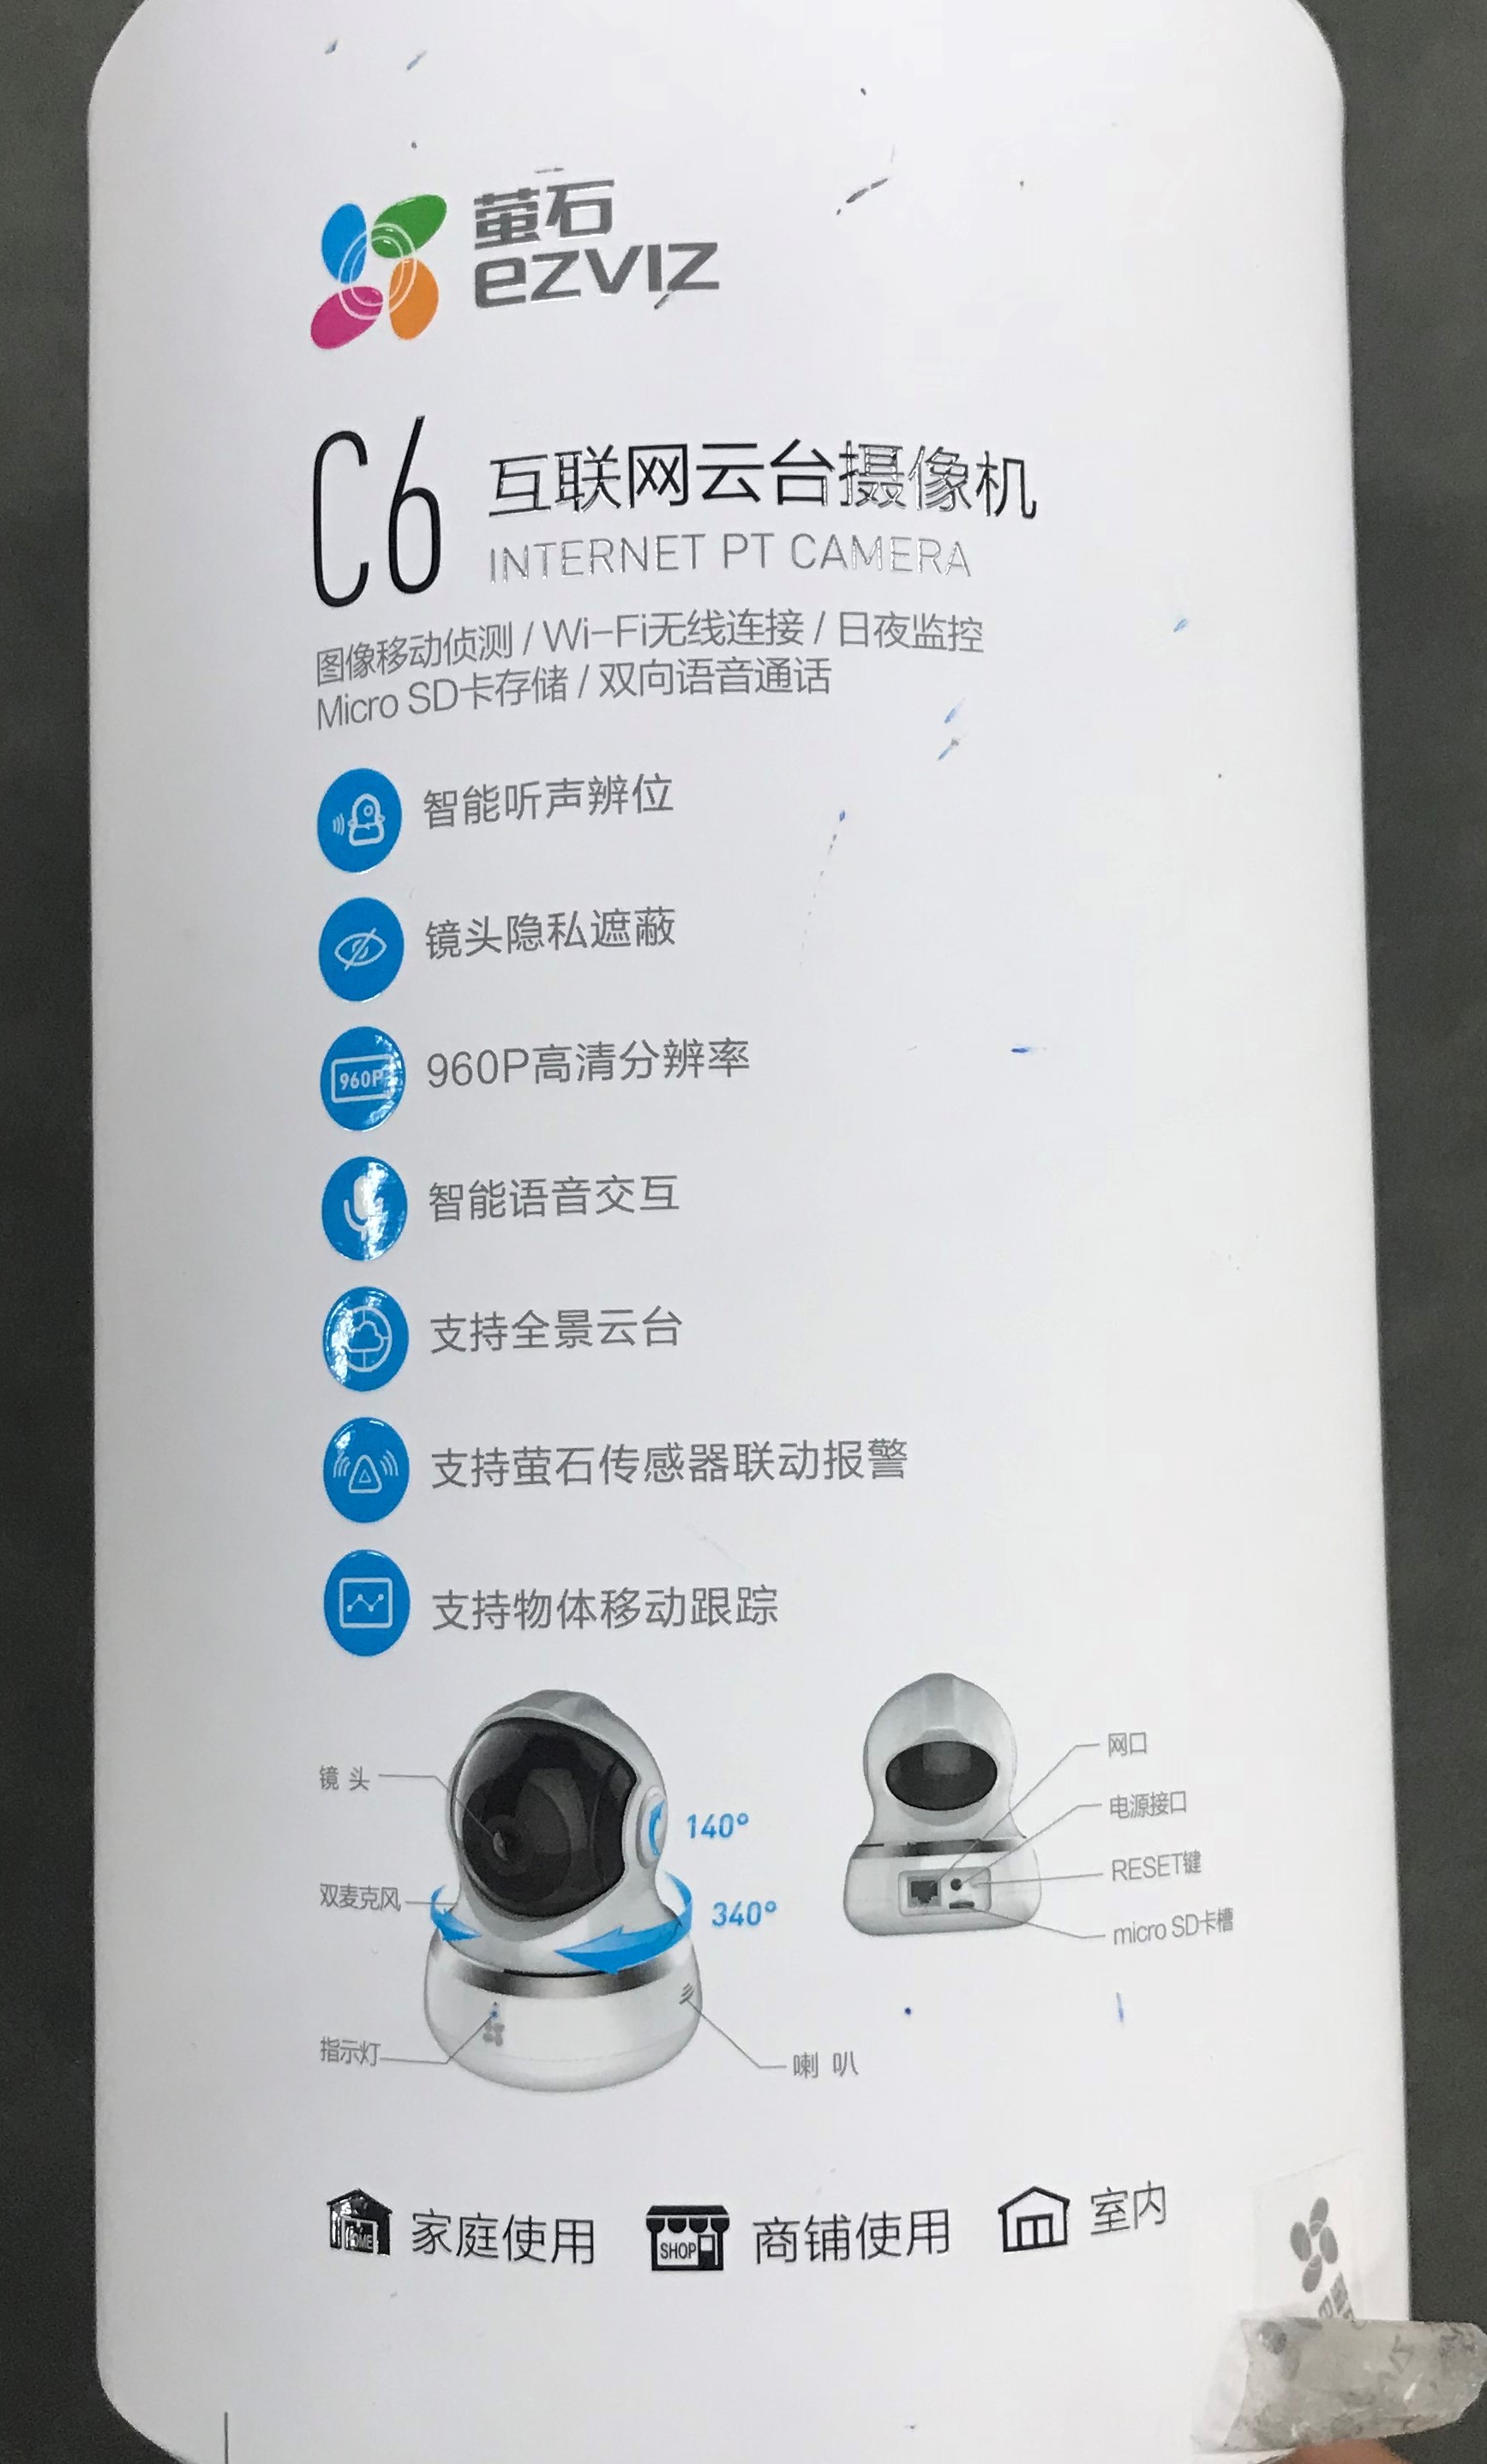 萤石
ezviz
C6 互联网云台摄像机
INTERNET PT CAMERA
图像移动侦测 / Wi-Fi无线连接 / 日夜监控
Micro SD卡存储 / 双向语音通话
智能听声辨位
镜头隐私遮蔽
960P
960P高清分辨率
智能语音交互
支持全景云台
支持萤石传感器联动报警
支持物体移动跟踪
镜 头
140°
双麦克风
340°
指示灯
喇 叭
网口
电源接口
RESET键
micro SD卡槽
HOME 家庭使用
SHOP 商铺使用
室内